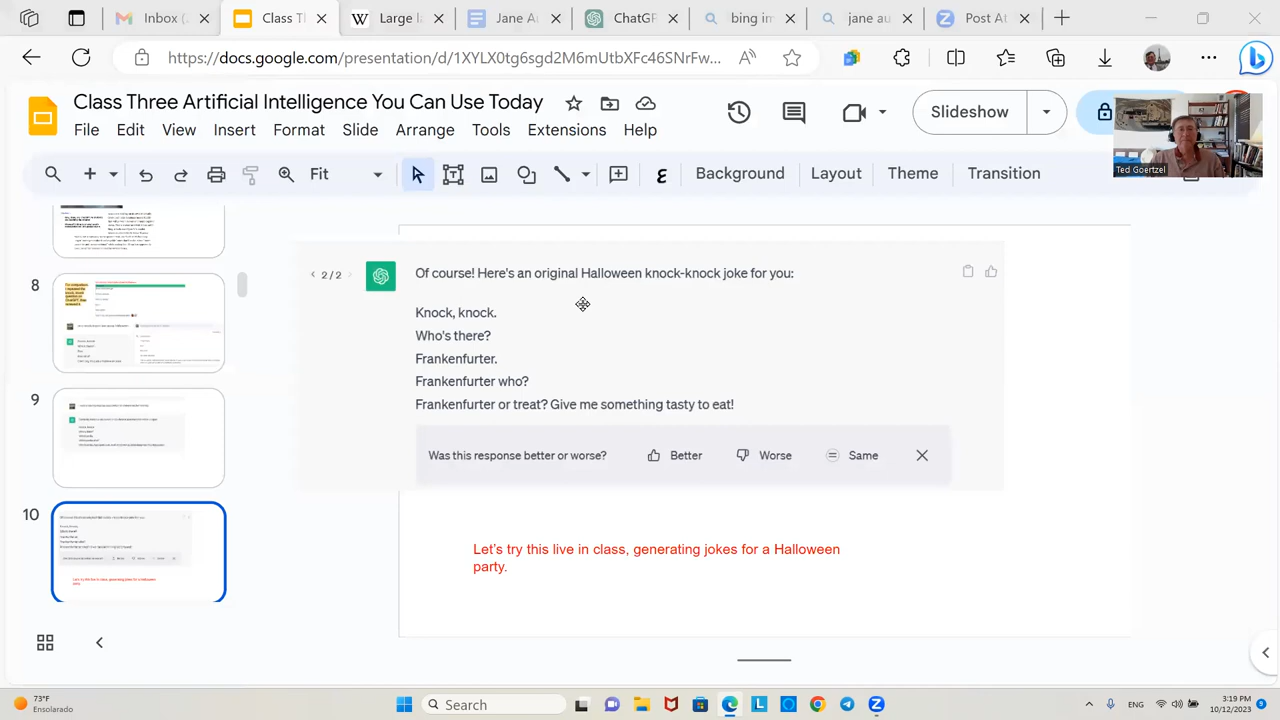 Inbox (
Class Th
Large l
Jane A
ChatGP
bing im
jane au
Post At
https://docs.google.com/presentation/d/1XYLX0tg6sgd2M6mUtbXFc46SNrFw...
Class Three Artificial Intelligence You Can Use Today
File Edit View Insert Format Slide Arrange Tools Extensions Help
Slideshow
Ted Goertzel
Fit
Background Layout Theme Transition
8
9
10
< 2/2 >
Of course! Here's an original Halloween knock-knock joke for you:
Knock, knock.
Who's there?
Frankenfurter.
Frankenfurter who?
Frankenfurter or treat? Give me something tasty to eat!
Was this response better or worse? Better Worse Same
Let's try this live in class, generating jokes for a halloween
party.
73°F
Ensolarado
Search
3:19 PM
10/12/2023